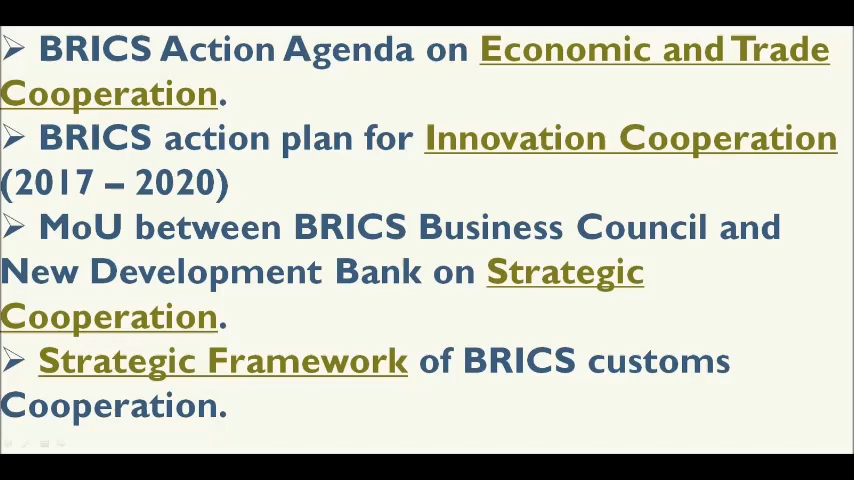 ➢ BRICS Action Agenda on Economic and Trade
Cooperation.
➢ BRICS action plan for Innovation Cooperation
(2017 – 2020)
➢ MoU between BRICS Business Council and
New Development Bank on Strategic
Cooperation.
➢ Strategic Framework of BRICS customs
Cooperation.